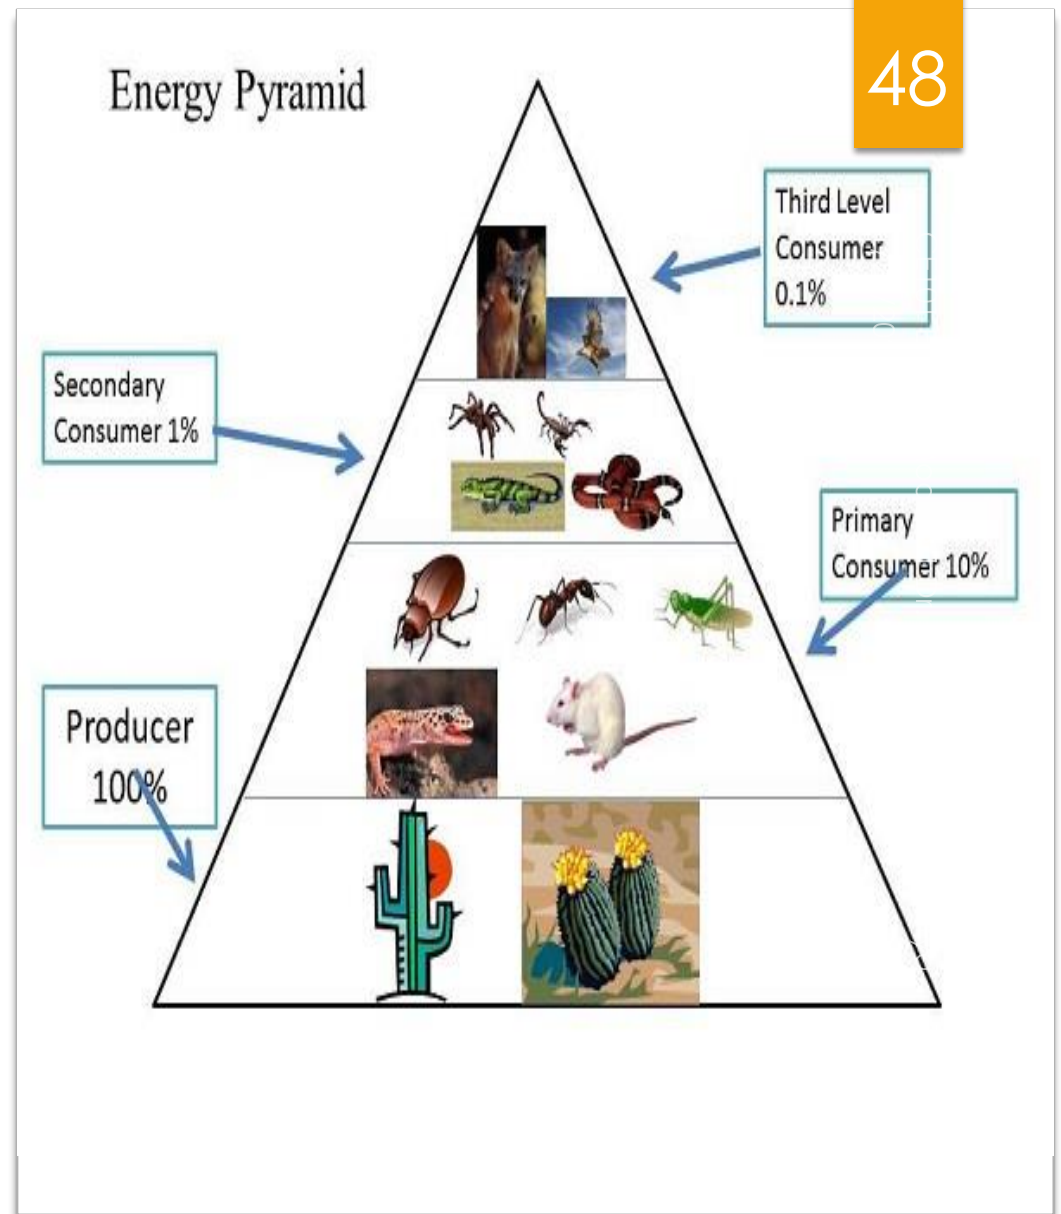 Energy Pyramid
48
Third Level
Consumer
0.1%
Secondary
Consumer 1%
Primary
Consumer 10%
Producer
100%